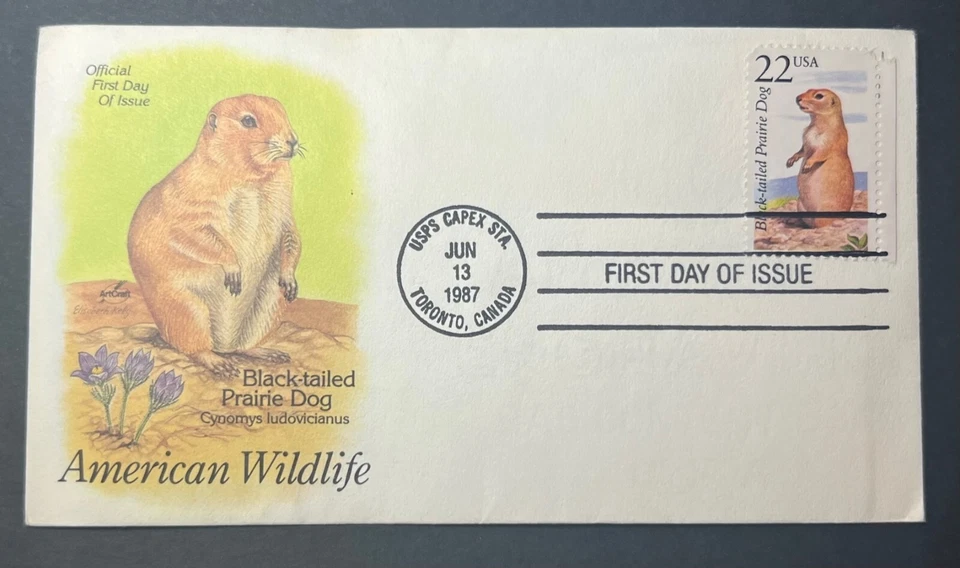 Official
First Day
Of Issue
22 USA
Black-tailed Prairie Dog
USPS CAPEX STA.
JUN
13
1987
TORONTO, CANADA
FIRST DAY OF ISSUE
ArtCraft
Black-tailed
Prairie Dog
Cynomys ludovicianus
American Wildlife